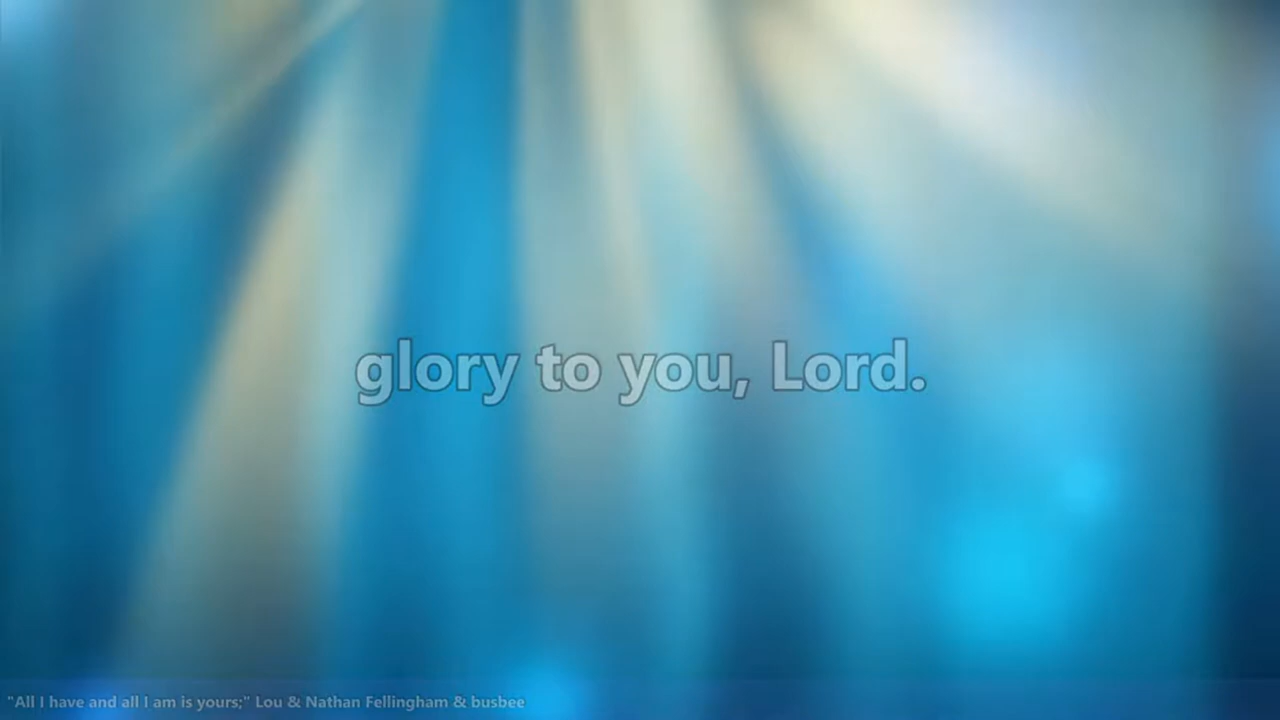 glory to you, Lord.
"All I have and all I am is yours;" Lou & Nathan Fellingham & busbee